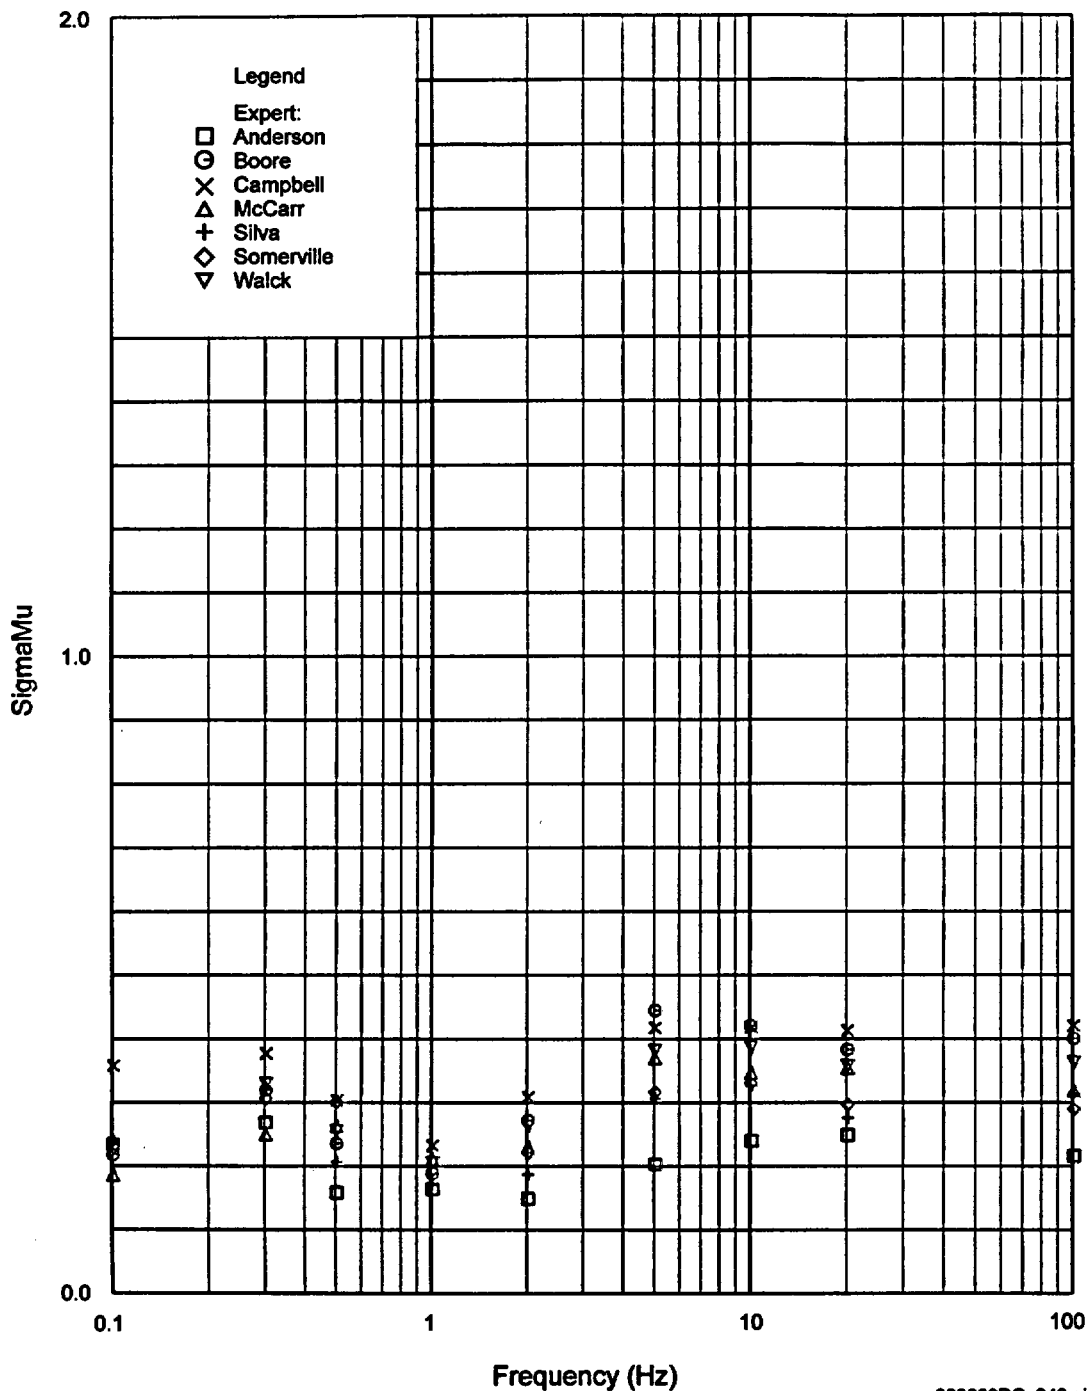 2.0
Legend
Expert:
Anderson
Boore
Campbell
McCarr
Silva
Somerville
Walck
SigmaMu
1.0
0.0
0.1
1
10
100
Frequency (Hz)